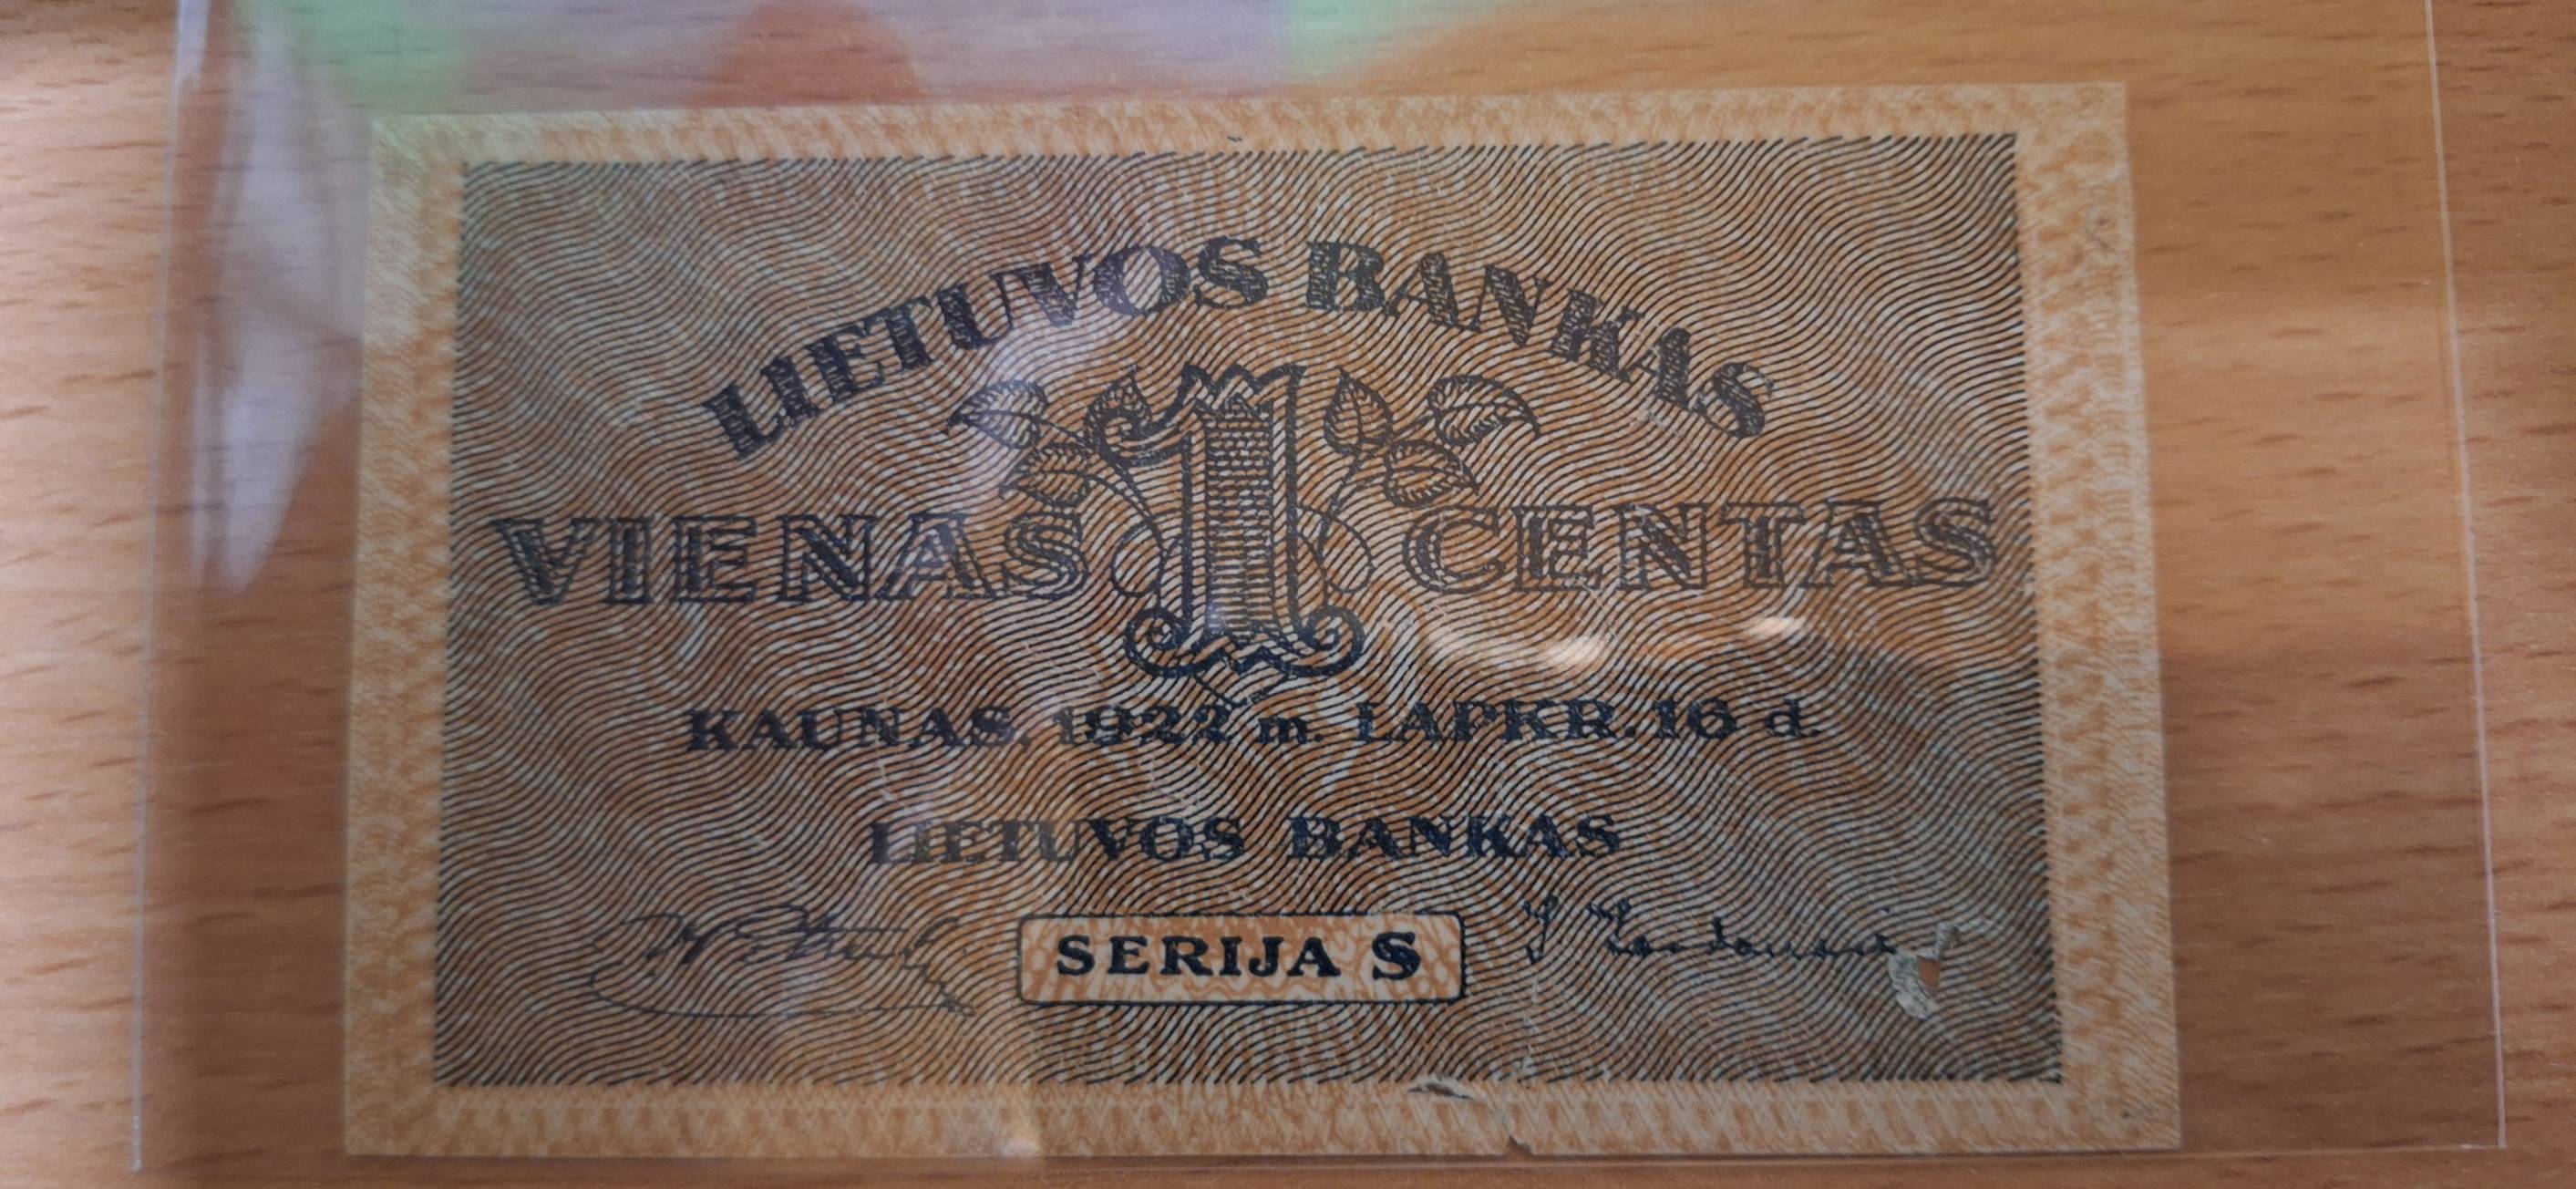 LIETUVOS BANKAS
VIENAS 1 CENTAS
KAUNAS, 1922 m. LAPKR. 16 d.
LIETUVOS BANKAS
SERIJA S